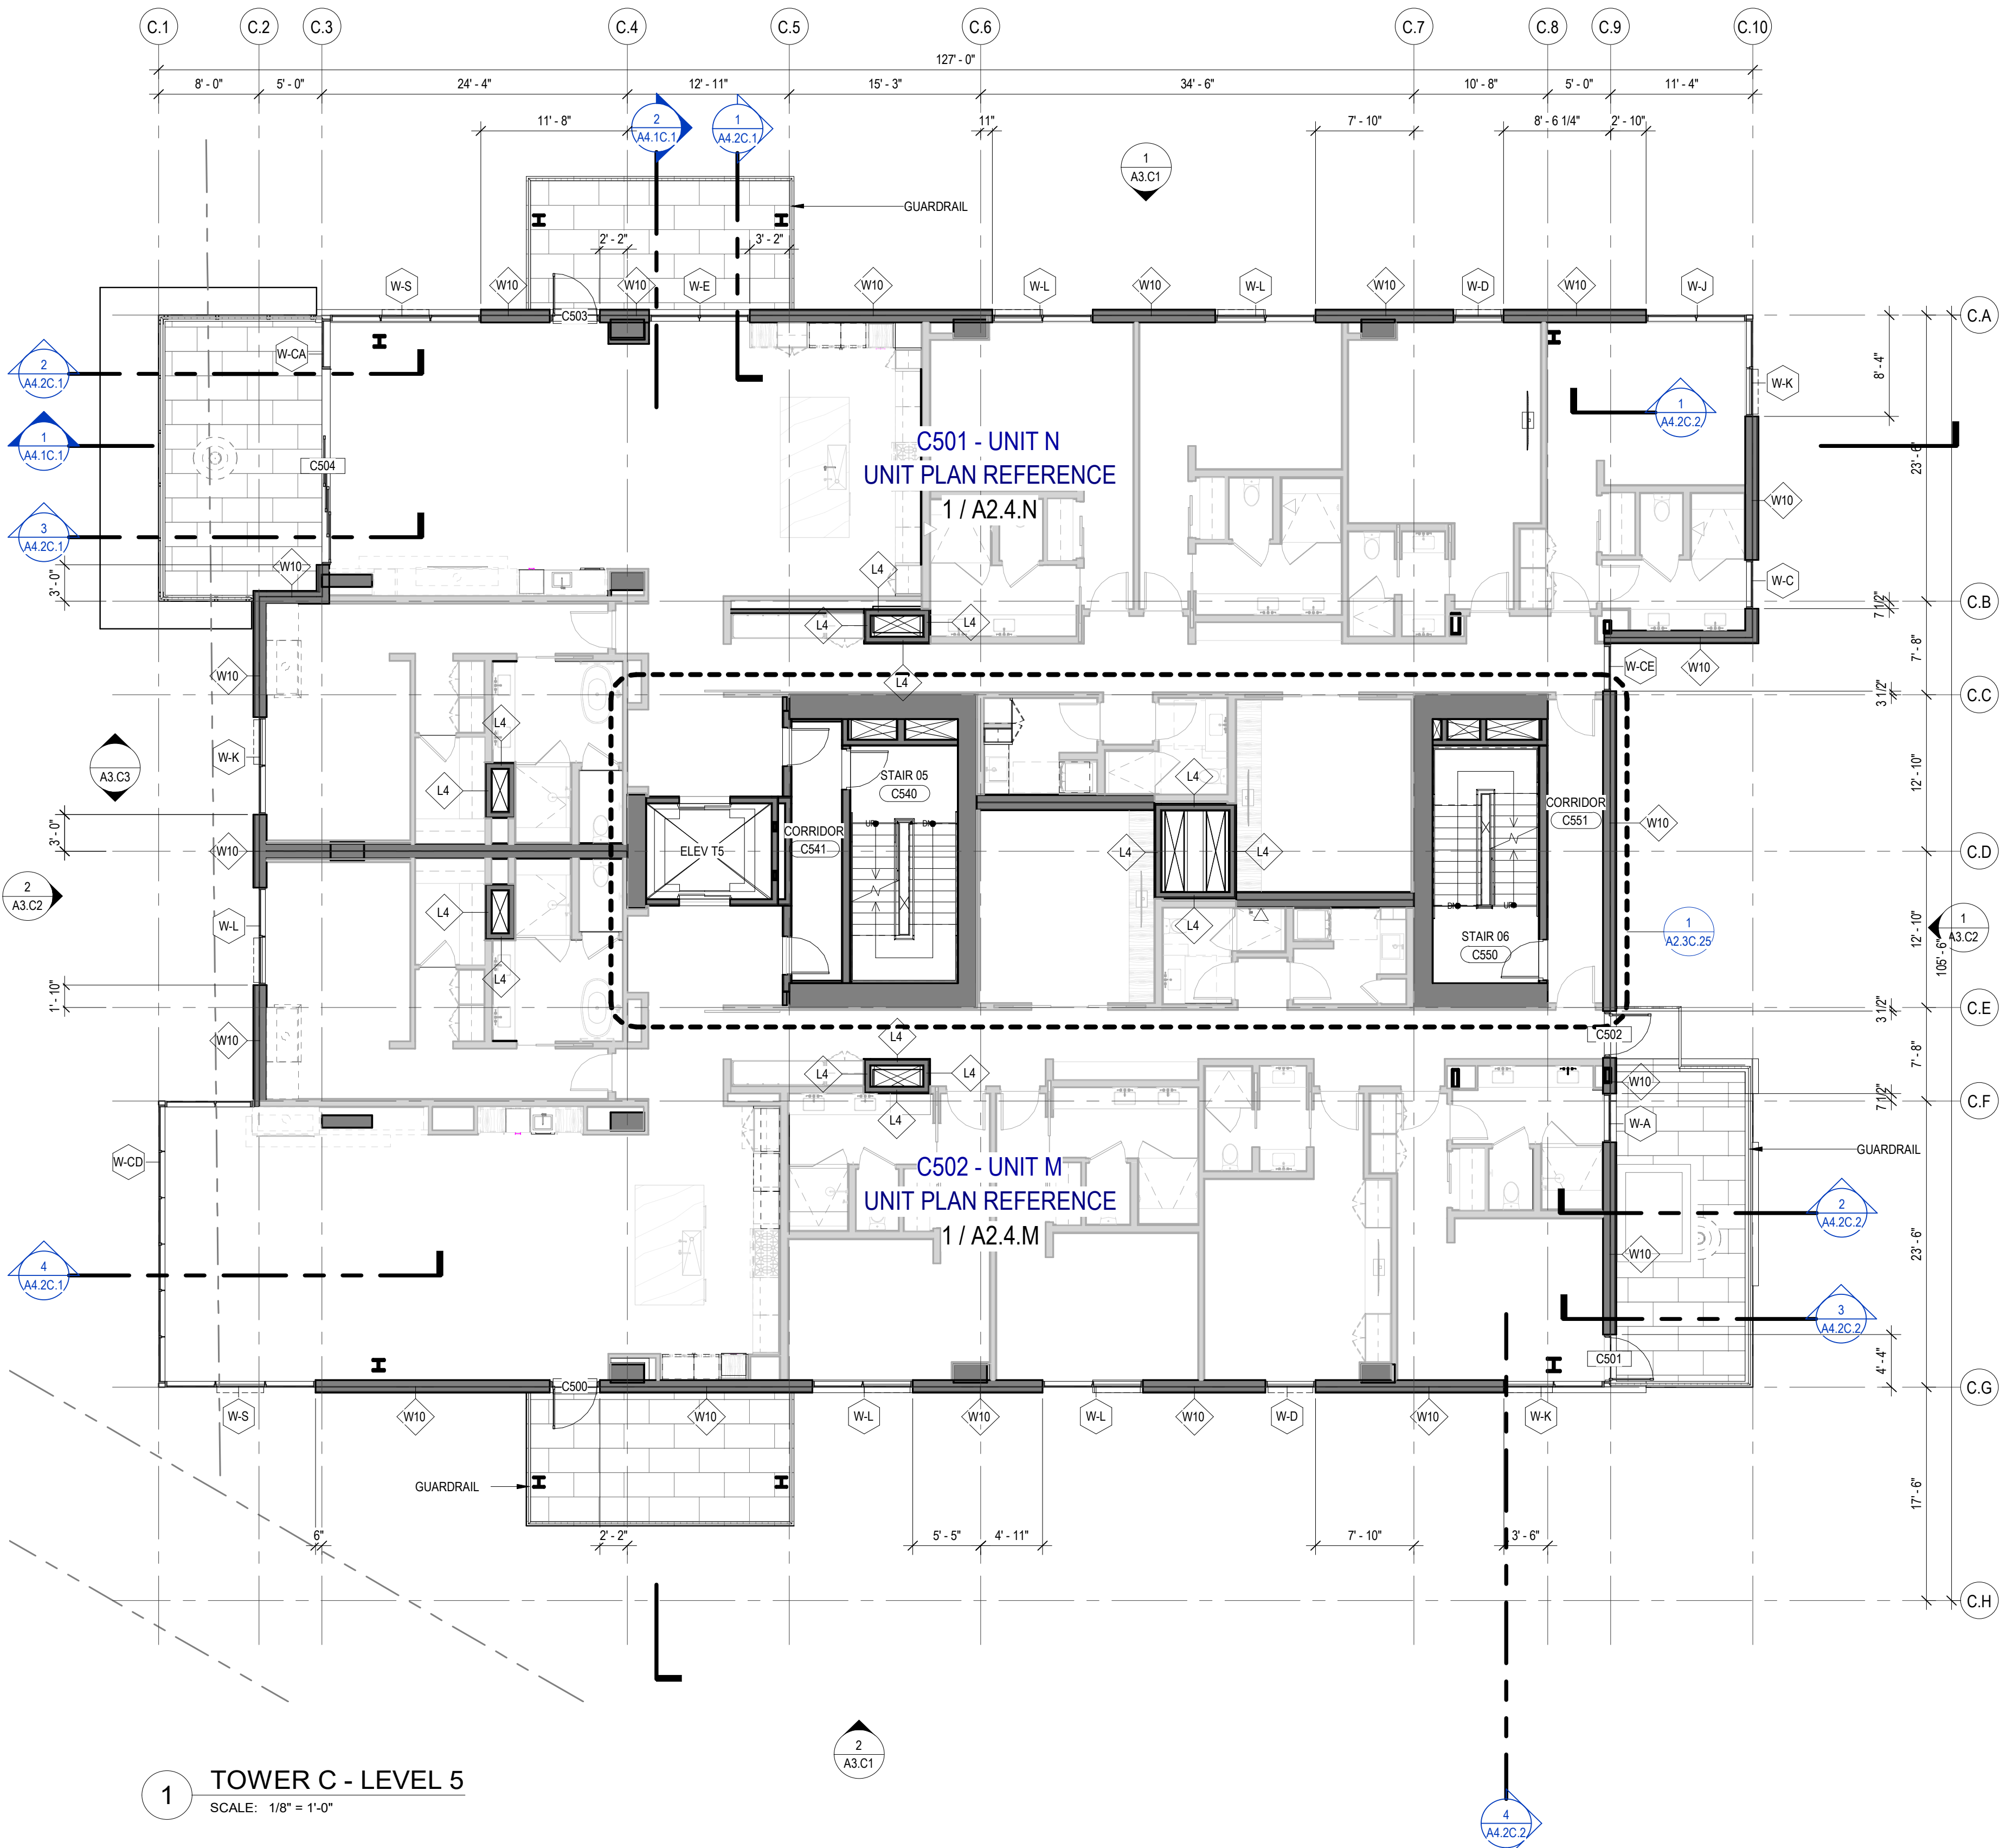 C.1 C.2 C.3 C.4 C.5 C.6 C.7 C.8 C.9 C.10
127' - 0"
8' - 0" 5' - 0" 24' - 4" 12' - 11" 15' - 3" 34' - 6" 10' - 8" 5' - 0" 11' - 4"
11' - 8" 11" 7' - 10" 8' - 6 1/4" 2' - 10"
2
A4.1C.1
1
A4.2C.1
1
A3.C1
GUARDRAIL
2' - 2" 3' - 2"
W-S W10 W10 W-E W10 W-L W10 W-L W10 W-D W10 W-J
C503
C.A
W-CA
2
A4.2C.1
8' - 4"
W-K
1
A4.2C.2
1
A4.1C.1
C504
C501 - UNIT N
UNIT PLAN REFERENCE
1 / A2.4.N
23'-6"
W10
3
A4.2C.1
W10
L4
W-C
3' - 0"
C.B
7 1/2"
L4 L4
W10
L4
W-CE W10
7' - 8"
C.C
3 1/2"
L4
W-K
A3.C3
L4
STAIR 05
C540
L4
CORRIDOR
C551
12' - 10"
W10
3' - 0"
W10
ELEV T5
CORRIDOR
C541
UP DN
L4 L4
C.D
2
A3.C2
L4
W-L
L4
DN UP
STAIR 06
C550
1
A2.3C.25
12' - 10"
105' - 6"
1
A3.C2
L4
1' - 10"
W10
C.E
3 1/2"
C502
L4
L4 L4
L4
7' - 8"
W10
7 1/2"
C.F
W-A
W-CD
GUARDRAIL
C502 - UNIT M
UNIT PLAN REFERENCE
1 / A2.4.M
2
A4.2C.2
W10
23' - 6"
4
A4.2C.1
3
A4.2C.2
C501
4' - 4"
C500
C.G
W-S W10 W10 W-L W10 W-L W10 W-D W10 W-K
GUARDRAIL
17' - 6"
6" 2' - 2" 5' - 5" 4' - 11" 7' - 10" 3' - 6"
C.H
2
A3.C1
1
TOWER C - LEVEL 5
SCALE: 1/8" = 1'-0"
4
A4.2C.2